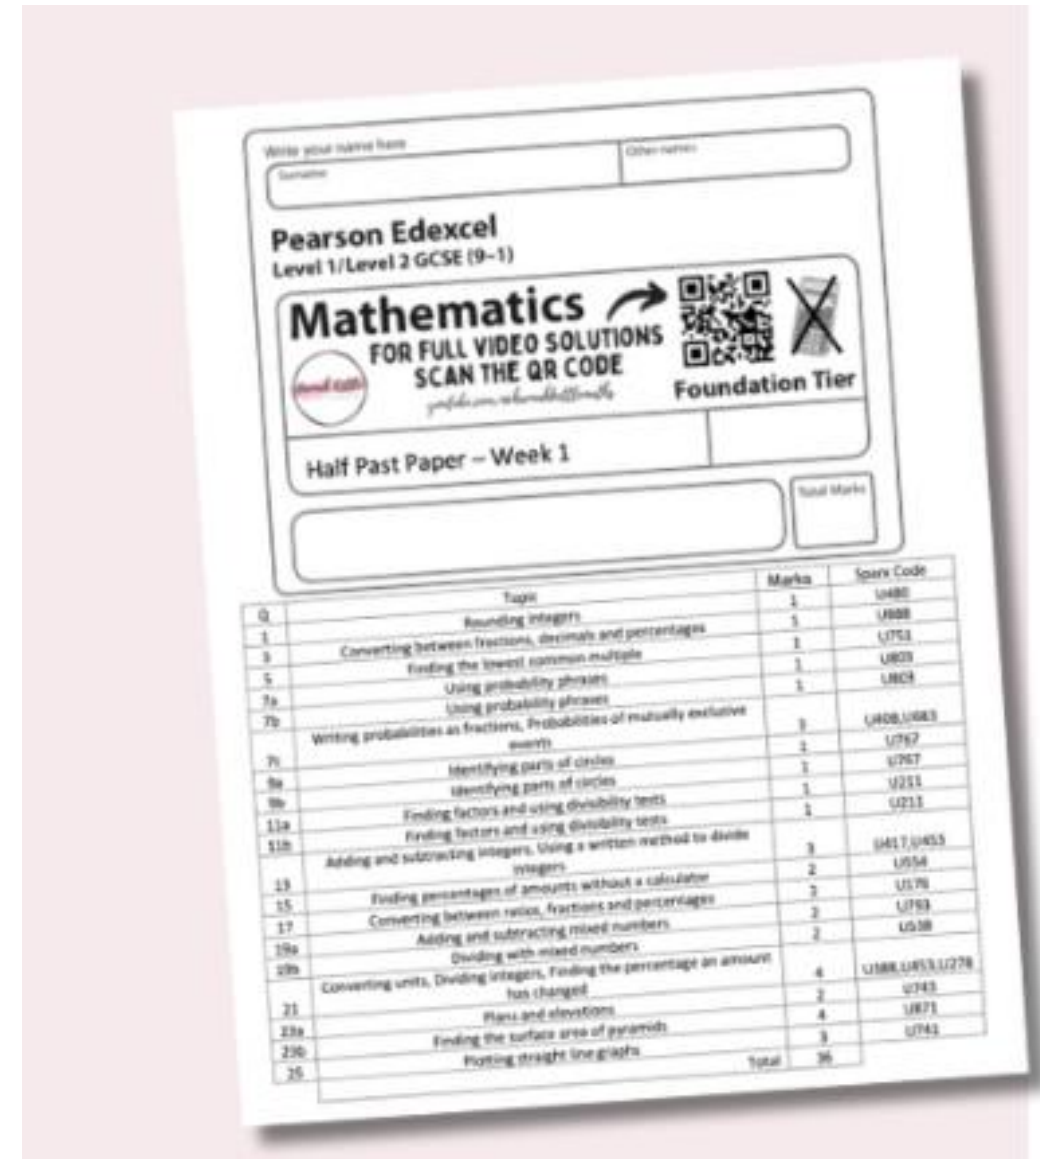 Write your name here
Surname Other names
Pearson Edexcel
Level 1/Level 2 GCSE (9–1)
Mathematics
FOR FULL VIDEO SOLUTIONS
SCAN THE QR CODE
Foundation Tier
Half Past Paper – Week 1
Total Marks
Q Topic Marks Sparx Code
1 Rounding integers 1 U480
3 Converting between fractions, decimals and percentages 1 U888
5 Finding the lowest common multiple 1 U751
7a Using probability phrases 1 U803
7b Using probability phrases 1 U803
7c Writing probabilities as fractions, Probabilities of mutually exclusive
events 3 U408,U683
9a Identifying parts of circles 1 U767
9b Identifying parts of circles 1 U767
11a Finding factors and using divisibility tests 1 U211
11b Finding factors and using divisibility tests 1 U211
13 Adding and subtracting integers, Using a written method to divide
integers 3 U417,U453
15 Finding percentages of amounts without a calculator 2 U554
17 Converting between ratios, fractions and percentages 2 U176
19a Adding and subtracting mixed numbers 2 U793
19b Dividing with mixed numbers 2 U538
21 Converting units, Dividing integers, Finding the percentage an amount
has changed 4 U388,U453,U278
23a Plans and elevations 2 U743
23b Finding the surface area of pyramids 4 U871
25 Plotting straight line graphs 3 U741
Total 36